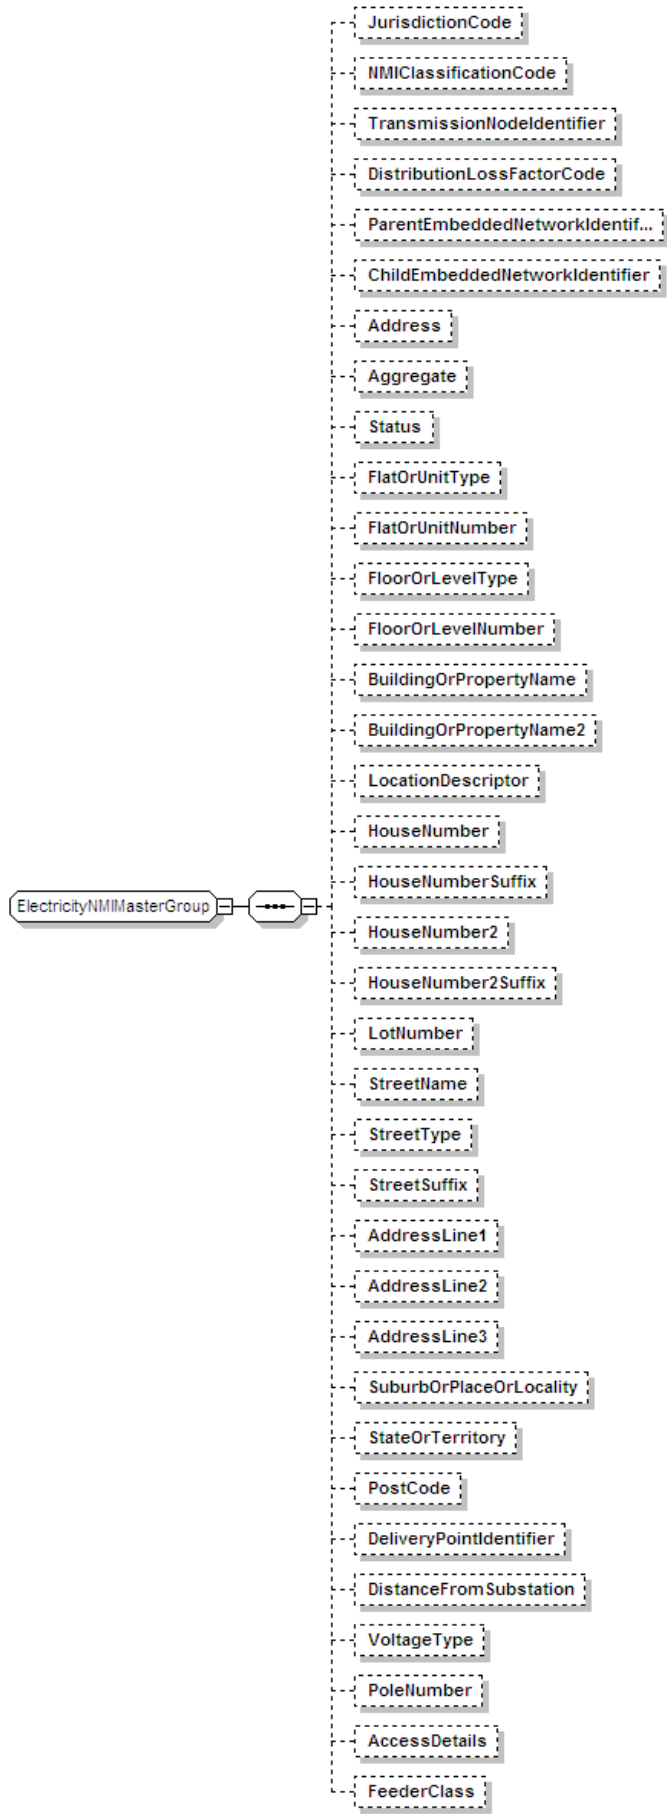 JurisdictionCode
NMIClassificationCode
TransmissionNodeIdentifier
DistributionLossFactorCode
ParentEmbeddedNetworkIdentif...
ChildEmbeddedNetworkIdentifier
Address
Aggregate
Status
FlatOrUnitType
FlatOrUnitNumber
FloorOrLevelType
FloorOrLevelNumber
BuildingOrPropertyName
BuildingOrPropertyName2
LocationDescriptor
HouseNumber
HouseNumberSuffix
ElectricityNMIMasterGroup
HouseNumber2
HouseNumber2Suffix
LotNumber
StreetName
StreetType
StreetSuffix
AddressLine1
AddressLine2
AddressLine3
SuburbOrPlaceOrLocality
StateOrTerritory
PostCode
DeliveryPointIdentifier
DistanceFromSubstation
VoltageType
PoleNumber
AccessDetails
FeederClass